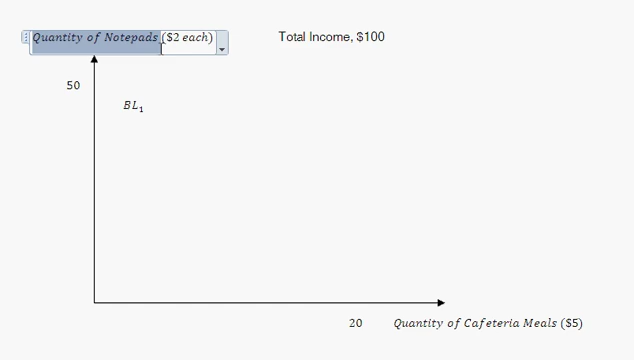 Quantity of Notepads ($2 each)
Total Income, $100
50
BL₁
20
Quantity of Cafeteria Meals ($5)